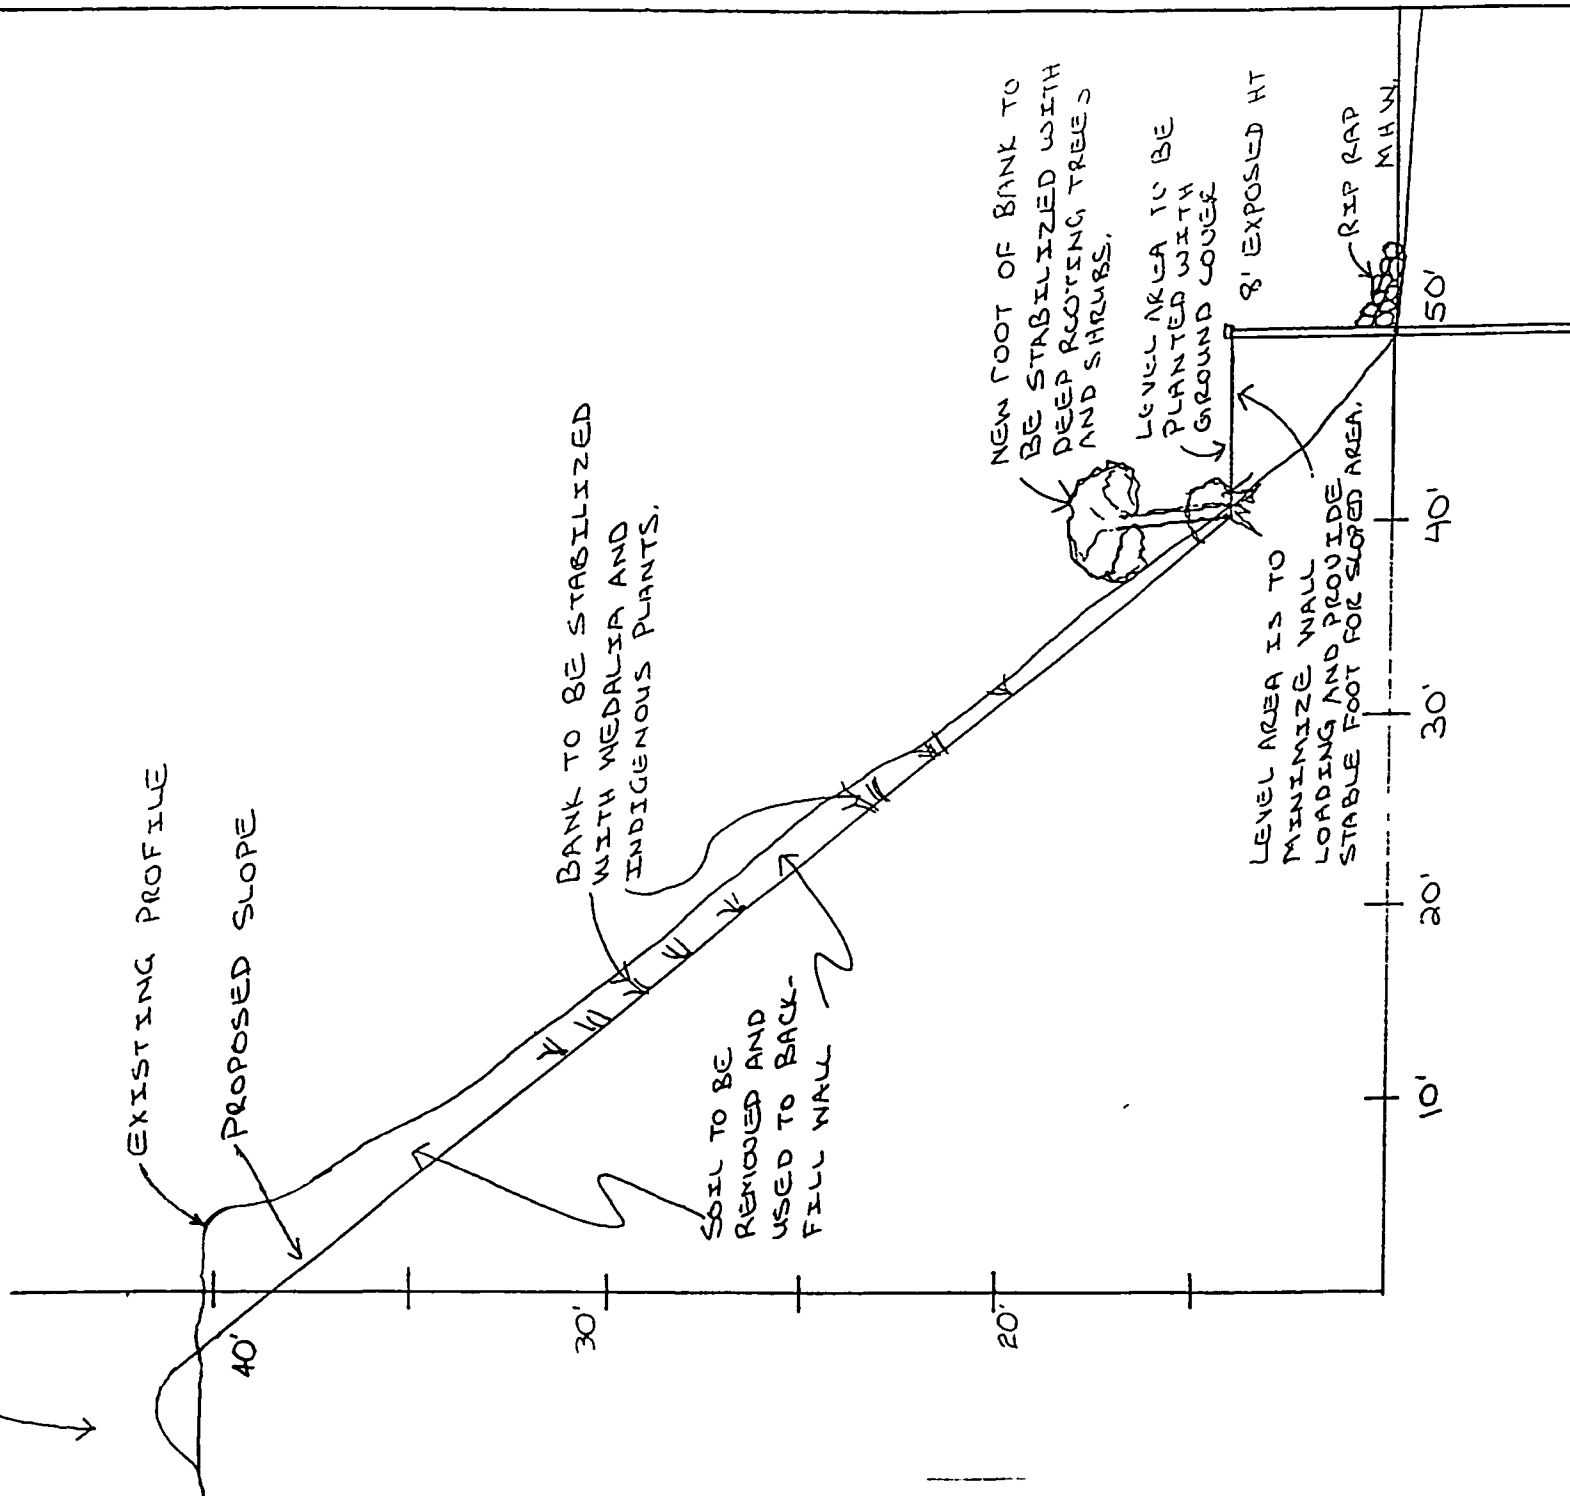 EXISTING PROFILE
PROPOSED SLOPE
BANK TO BE STABILIZED
WITH WEDALIA AND
INDIGENOUS PLANTS.
NEW FOOT OF BANK TO
BE STABILIZED WITH
DEEP ROOTING TREES
AND SHRUBS.
LEVEL AREA TO BE
PLANTED WITH
GROUND COVER
8' EXPOSED HT
RIP RAP
MHW.
SOIL TO BE
REMOVED AND
USED TO BACK-
FILL WALL
LEVEL AREA IS TO
MINIMIZE WALL
LOADING AND PROVIDE
STABLE FOOT FOR SLOPED AREA.
40'
30'
20'
10'
20'
30'
40'
50'